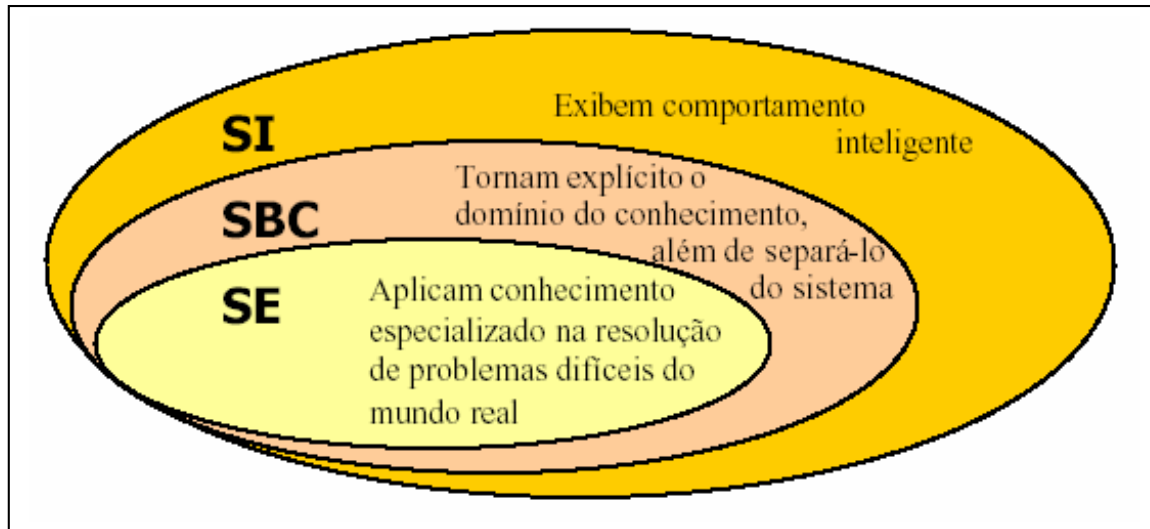 SI
Exibem comportamento
inteligente
SBC
Tornam explícito o
domínio do conhecimento,
além de separá-lo
do sistema
SE
Aplicam conhecimento
especializado na resolução
de problemas difíceis do
mundo real